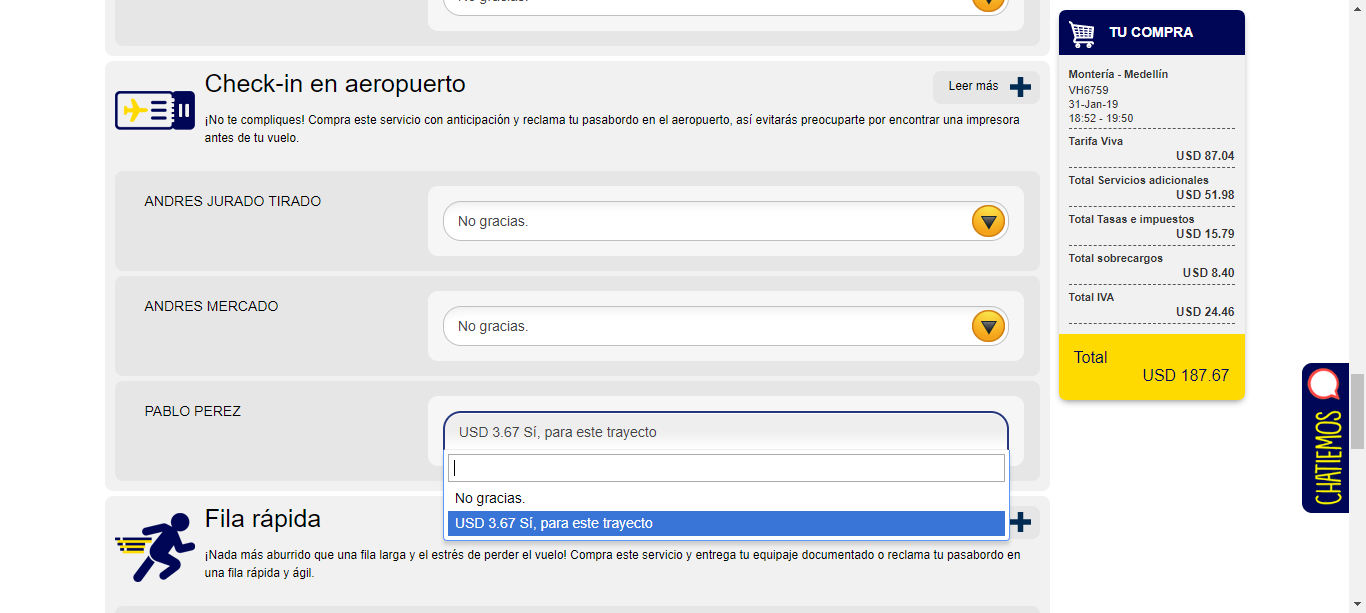 Check-in en aeropuerto
Leer más
¡No te compliques! Compra este servicio con anticipación y reclama tu pasabordo en el aeropuerto, así evitarás preocuparte por encontrar una impresora
antes de tu vuelo.
ANDRES JURADO TIRADO
No gracias.
ANDRES MERCADO
No gracias.
PABLO PEREZ
USD 3.67 Sí, para este trayecto
No gracias.
USD 3.67 Sí, para este trayecto
Fila rápida
¡Nada más aburrido que una fila larga y el estrés de perder el vuelo! Compra este servicio y entrega tu equipaje documentado o reclama tu pasabordo en
una fila rápida y ágil.
TU COMPRA
Montería - Medellín
VH6759
31-Jan-19
18:52 - 19:50
Tarifa Viva
USD 87.04
Total Servicios adicionales
USD 51.98
Total Tasas e impuestos
USD 15.79
Total sobrecargos
USD 8.40
Total IVA
USD 24.46
Total
USD 187.67
CHATIEMOS